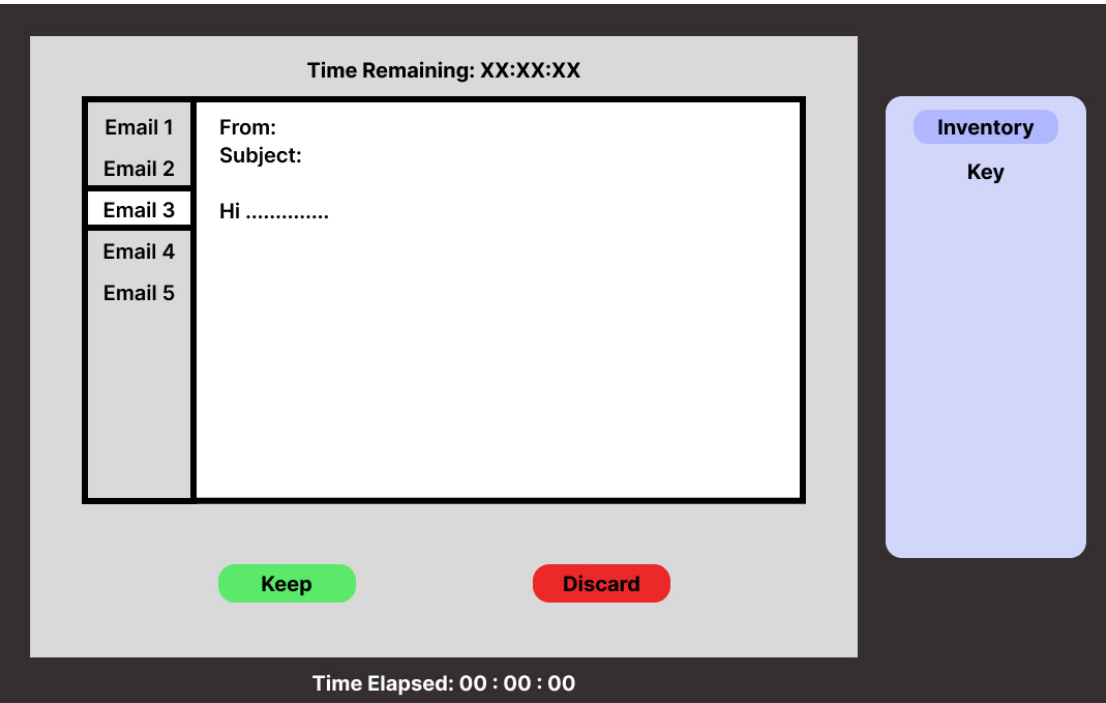 Time Remaining: XX:XX:XX
Email 1
Email 2
Email 3
Email 4
Email 5
From:
Subject:
Hi ..............
Keep
Discard
Inventory
Key
Time Elapsed: 00 : 00 : 00